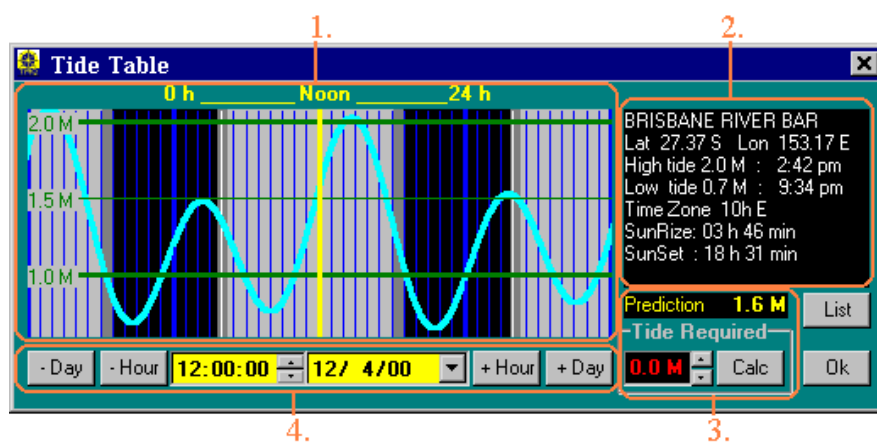 1.
2.
Tide Table
0 h ______ Noon ______ 24 h
2.0 M
1.5 M
1.0 M
BRISBANE RIVER BAR
Lat 27.37 S Lon 153.17 E
High tide 2.0 M : 2:42 pm
Low tide 0.7 M : 9:34 pm
Time Zone 10h E
SunRize: 03 h 46 min
SunSet : 18 h 31 min
Prediction 1.6 M
List
Tide Required
- Day - Hour 12:00:00 12/ 4/00 + Hour + Day
0.0 M Calc Ok
4.
3.